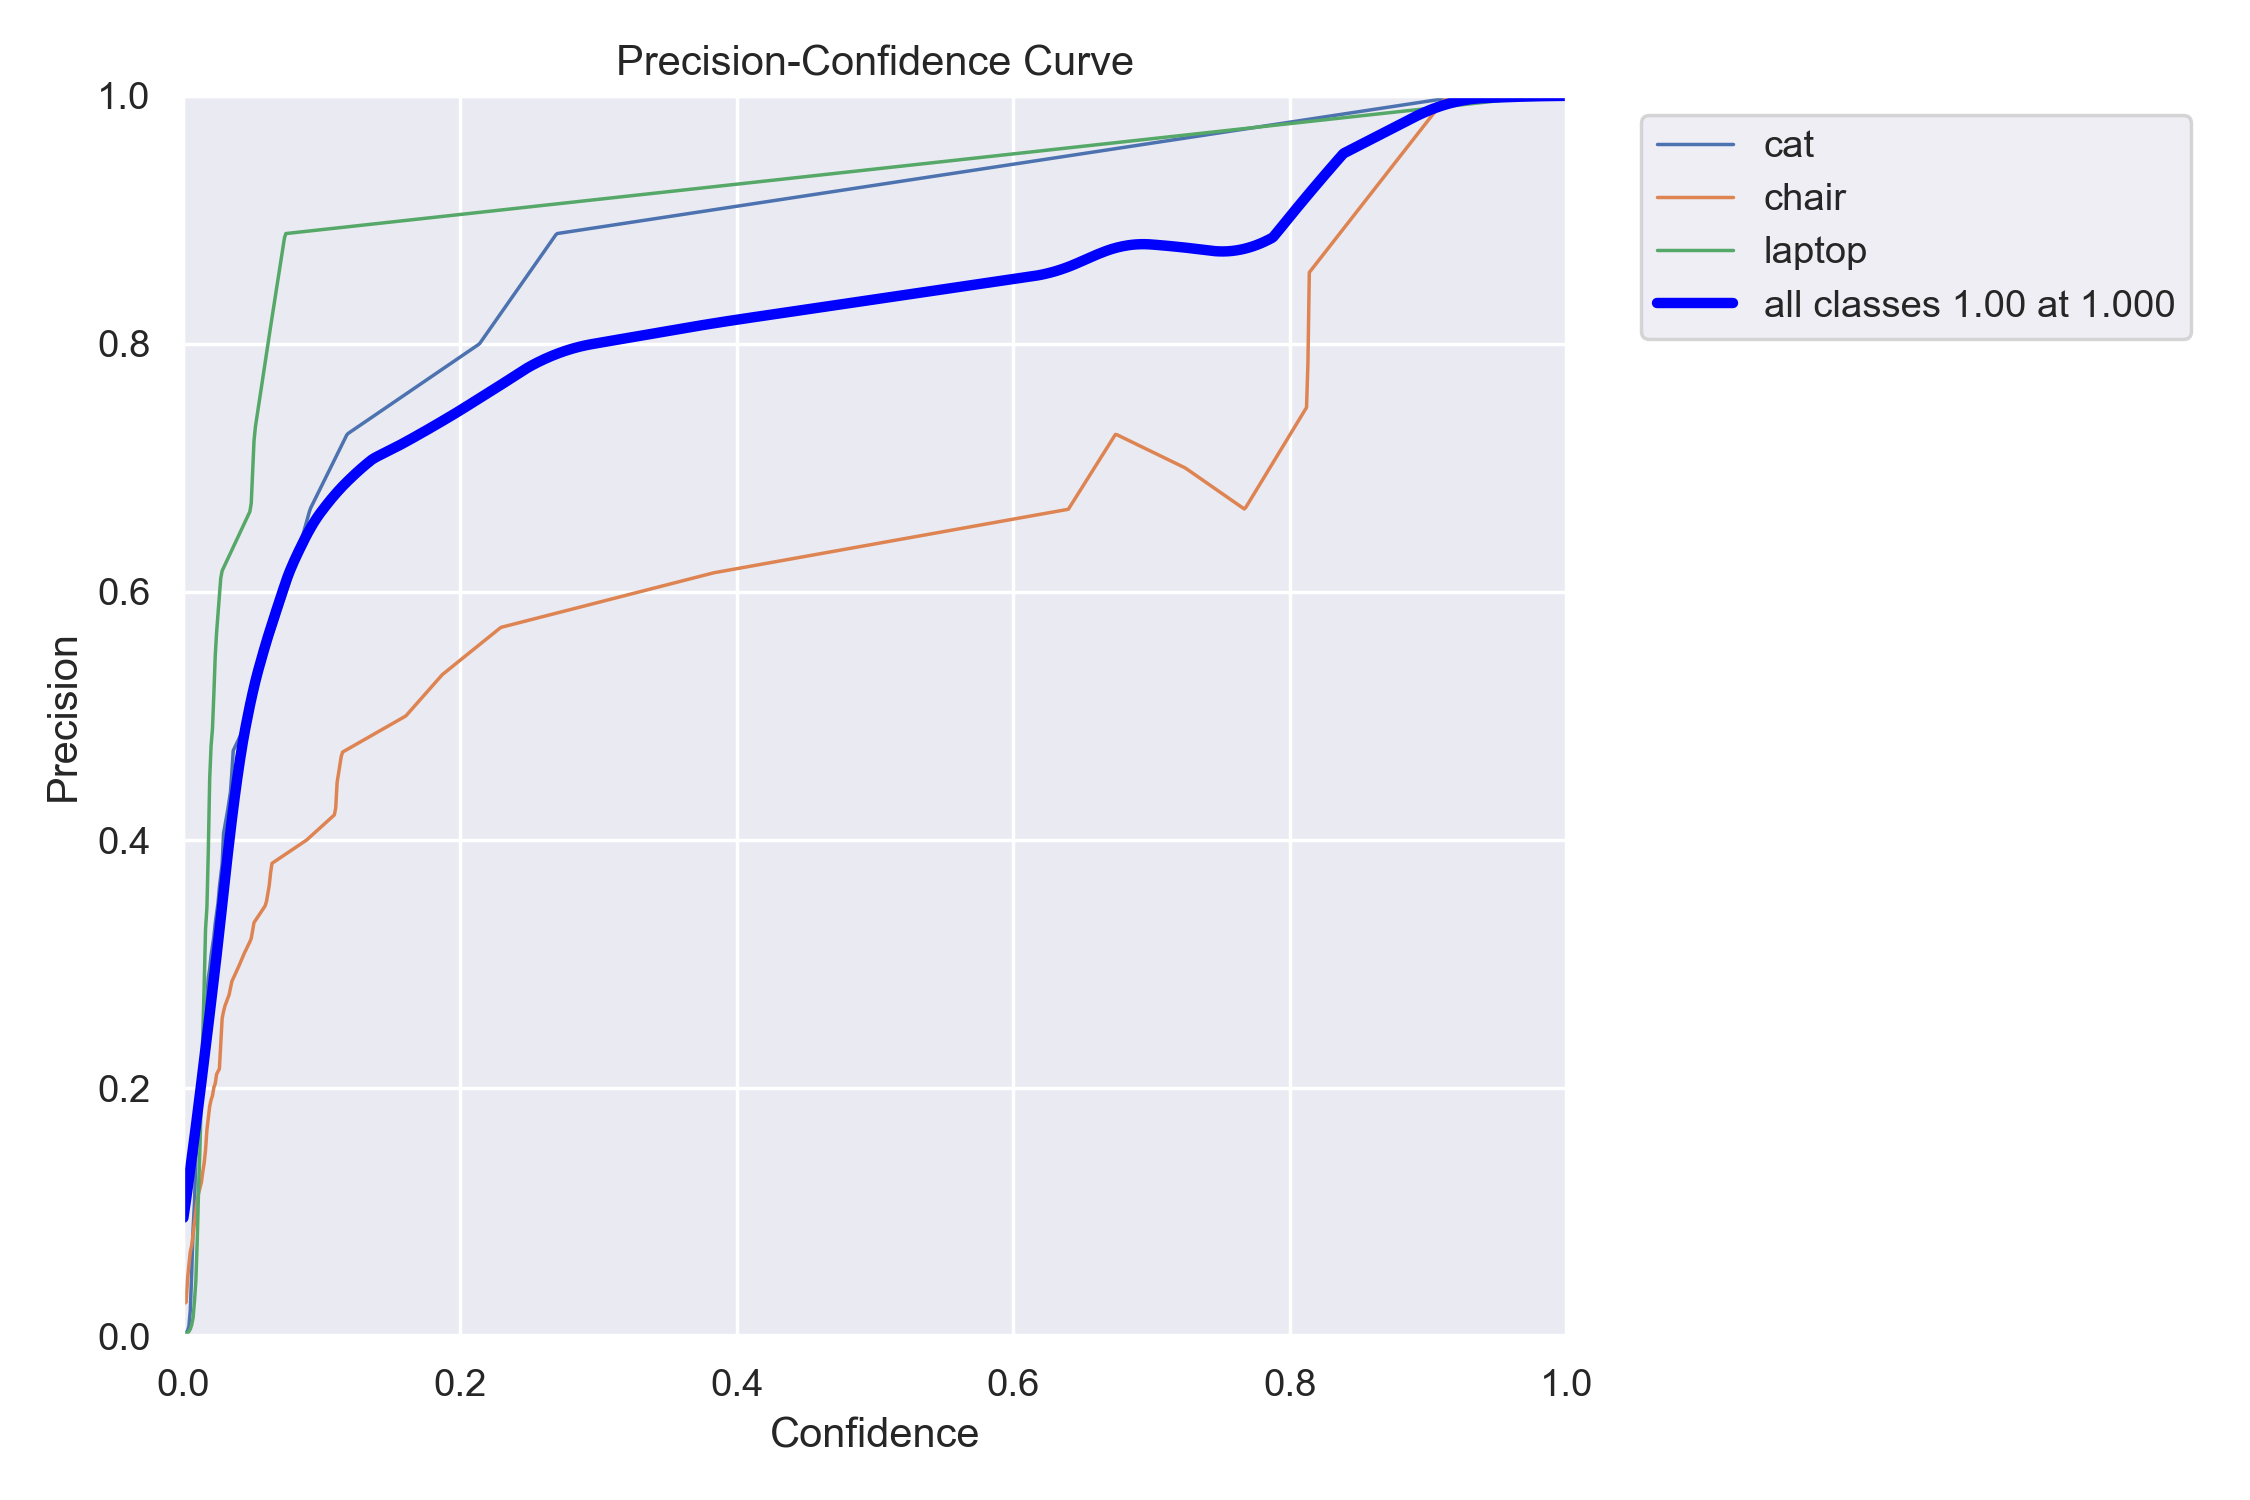 Precision-Confidence Curve
1.0
0.8
0.6
0.4
0.2
0.0
Precision
0.0 0.2 0.4 0.6 0.8 1.0
Confidence
cat
chair
laptop
all classes 1.00 at 1.000